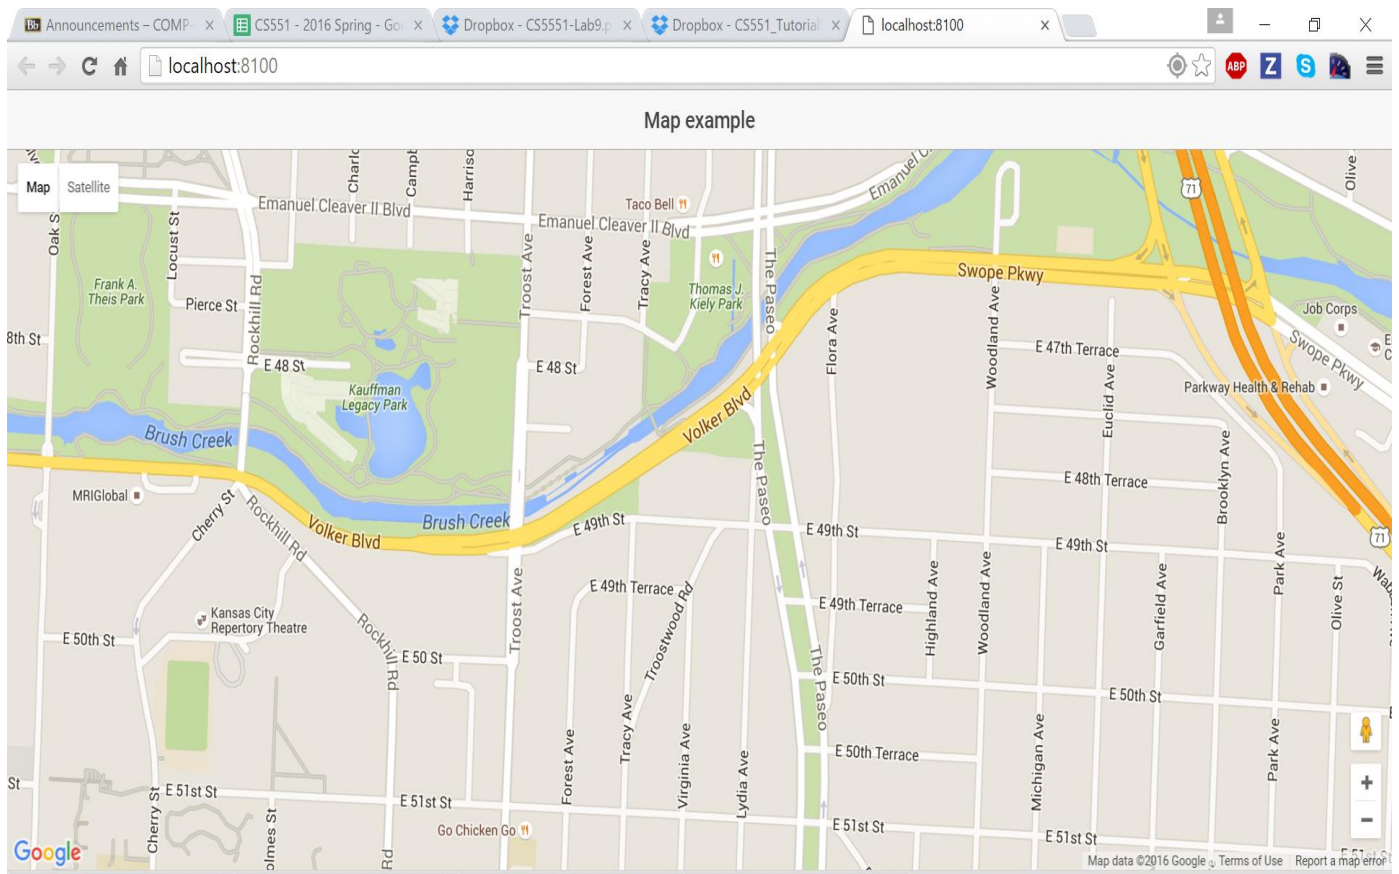 Announcements – COMP-
CS551 - 2016 Spring - Goo
Dropbox - CS5551-Lab9.p
Dropbox - CS551_Tutorial
localhost:8100
localhost:8100
ABP
Z
S
Map example
Map
Satellite
Emanuel Cleaver II Blvd
Emanuel Cleaver II Blvd
Taco Bell
71
Olive
Oak S
Locust St
Harriso
Frank A.
Theis Park
Pierce St
Rockhill Rd
Troost Ave
Forest Ave
Tracy Ave
Thomas J.
Kiely Park
The Paseo
Swope Pkwy
Woodland Ave
Flora Ave
Job Corps
Swope Pkwy
8th St
E 48 St
E 48 St
E 47th Terrace
Euclid Ave
Parkway Health & Rehab
Kauffman
Legacy Park
Brush Creek
Volker Blvd
The Paseo
E 48th Terrace
Brooklyn Ave
MRIGlobal
Cherry St
Rockhill Rd
Volker Blvd
Brush Creek
E 49th St
E 49th St
E 49th St
71
Park Ave
Olive St
Troost Ave
E 49th Terrace
Troostwood Rd
E 49th Terrace
Highland Ave
Woodland Ave
Garfield Ave
Kansas City
Repertory Theatre
E 50th St
Rockhill Rd
E 50 St
The Paseo
E 50th St
E 50th St
Forest Ave
Tracy Ave
Virginia Ave
Lydia Ave
E 50th Terrace
Michigan Ave
Park Ave
St
Cherry St
E 51st St
olmes St
Rd
E 51st St
Go Chicken Go
E 51st St
E 51st St
+
−
Google
Map data ©2016 Google
Terms of Use
Report a map error